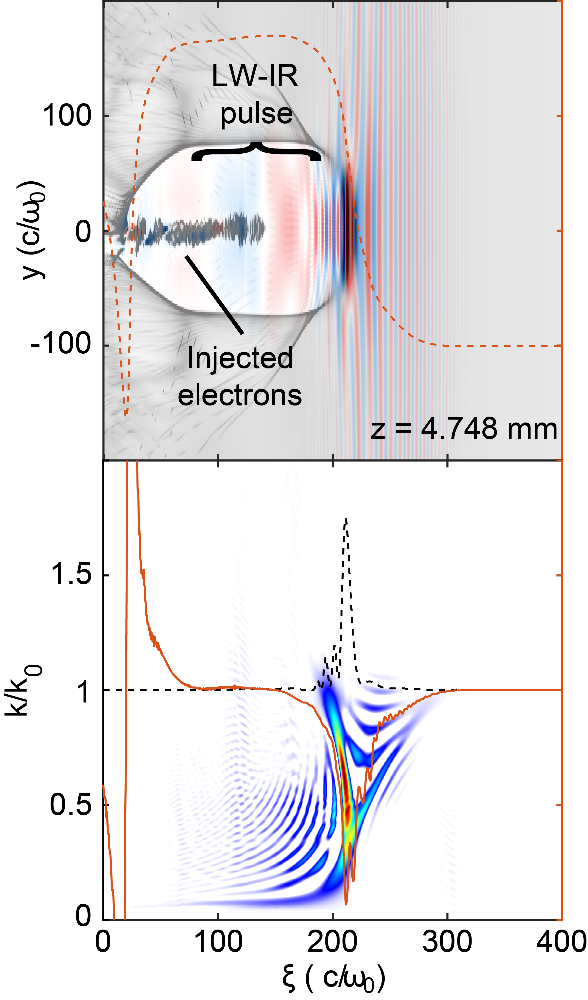 LW-IR
pulse
100
0
-100
y (c/ω₀)
Injected
electrons
z = 4.748 mm
1.5
1
0.5
0
k/k₀
0 100 200 300 400
ξ ( c/ω₀)